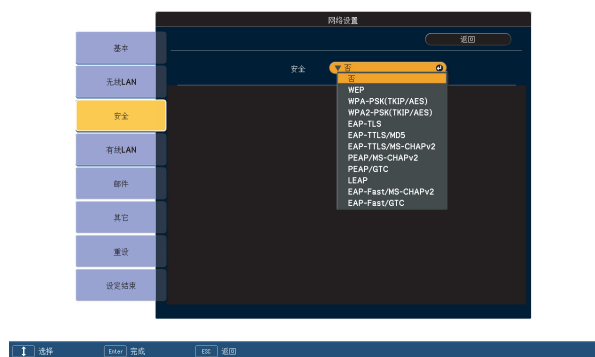 网络设置
返回
基本
无线LAN
安全
有线LAN
邮件
其它
重设
设定结束
安全
否
否
WEP
WPA-PSK(TKIP/AES)
WPA2-PSK(TKIP/AES)
EAP-TLS
EAP-TTLS/MD5
EAP-TTLS/MS-CHAPv2
PEAP/MS-CHAPv2
PEAP/GTC
LEAP
EAP-Fast/MS-CHAPv2
EAP-Fast/GTC
选择 Enter 完成 ESC 返回